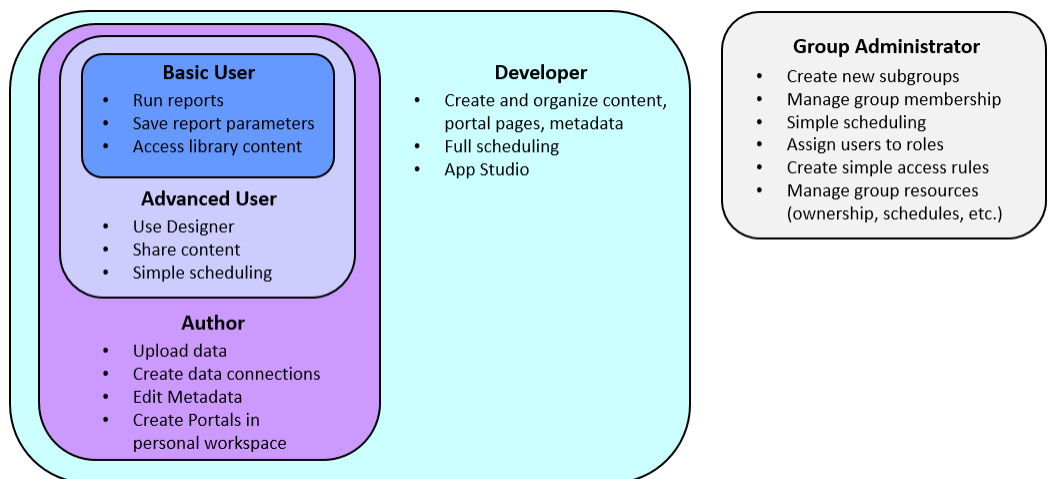 Basic User
• Run reports
• Save report parameters
• Access library content
Advanced User
• Use Designer
• Share content
• Simple scheduling
Author
• Upload data
• Create data connections
• Edit Metadata
• Create Portals in
personal workspace
Developer
• Create and organize content,
portal pages, metadata
• Full scheduling
• App Studio
Group Administrator
• Create new subgroups
• Manage group membership
• Simple scheduling
• Assign users to roles
• Create simple access rules
• Manage group resources
(ownership, schedules, etc.)